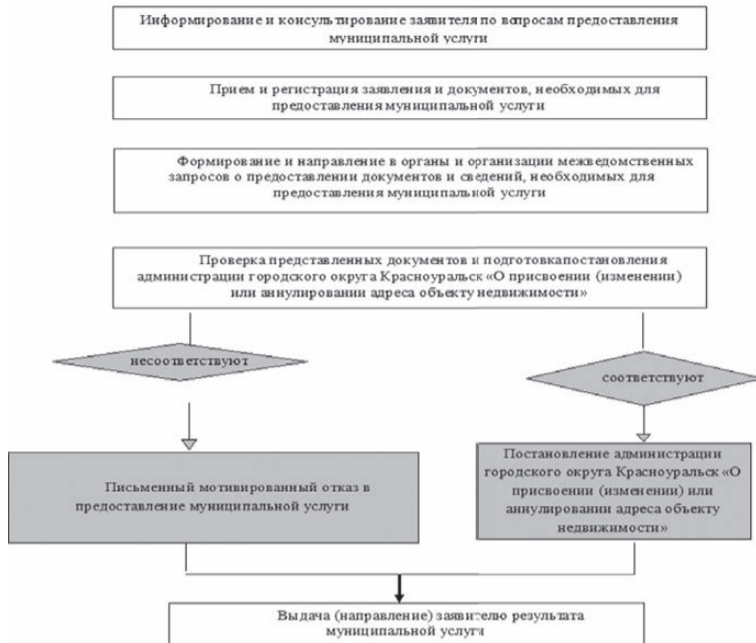 Информирование и консультирование заявителя по вопросам предоставления
муниципальной услуги
Прием и регистрация заявления и документов, необходимых для
предоставления муниципальной услуги
Формирование и направление в органы и организации межведомственных
запросов о предоставлении документов и сведений, необходимых для
предоставления муниципальной услуги
Проверка представленных документов и подготовкапостановления
администрации городского округа Красноуральск «О присвоении (изменении)
или аннулировании адреса объекту недвижимости»
несоответствуют
соответствуют
Письменный мотивированный отказ в
предоставление муниципальной услуги
Постановление администрации
городского округа Красноуральск «О
присвоении (изменении) или
аннулировании адреса объекту
недвижимости»
Выдача (направление) заявителю результата
муниципальной услуги